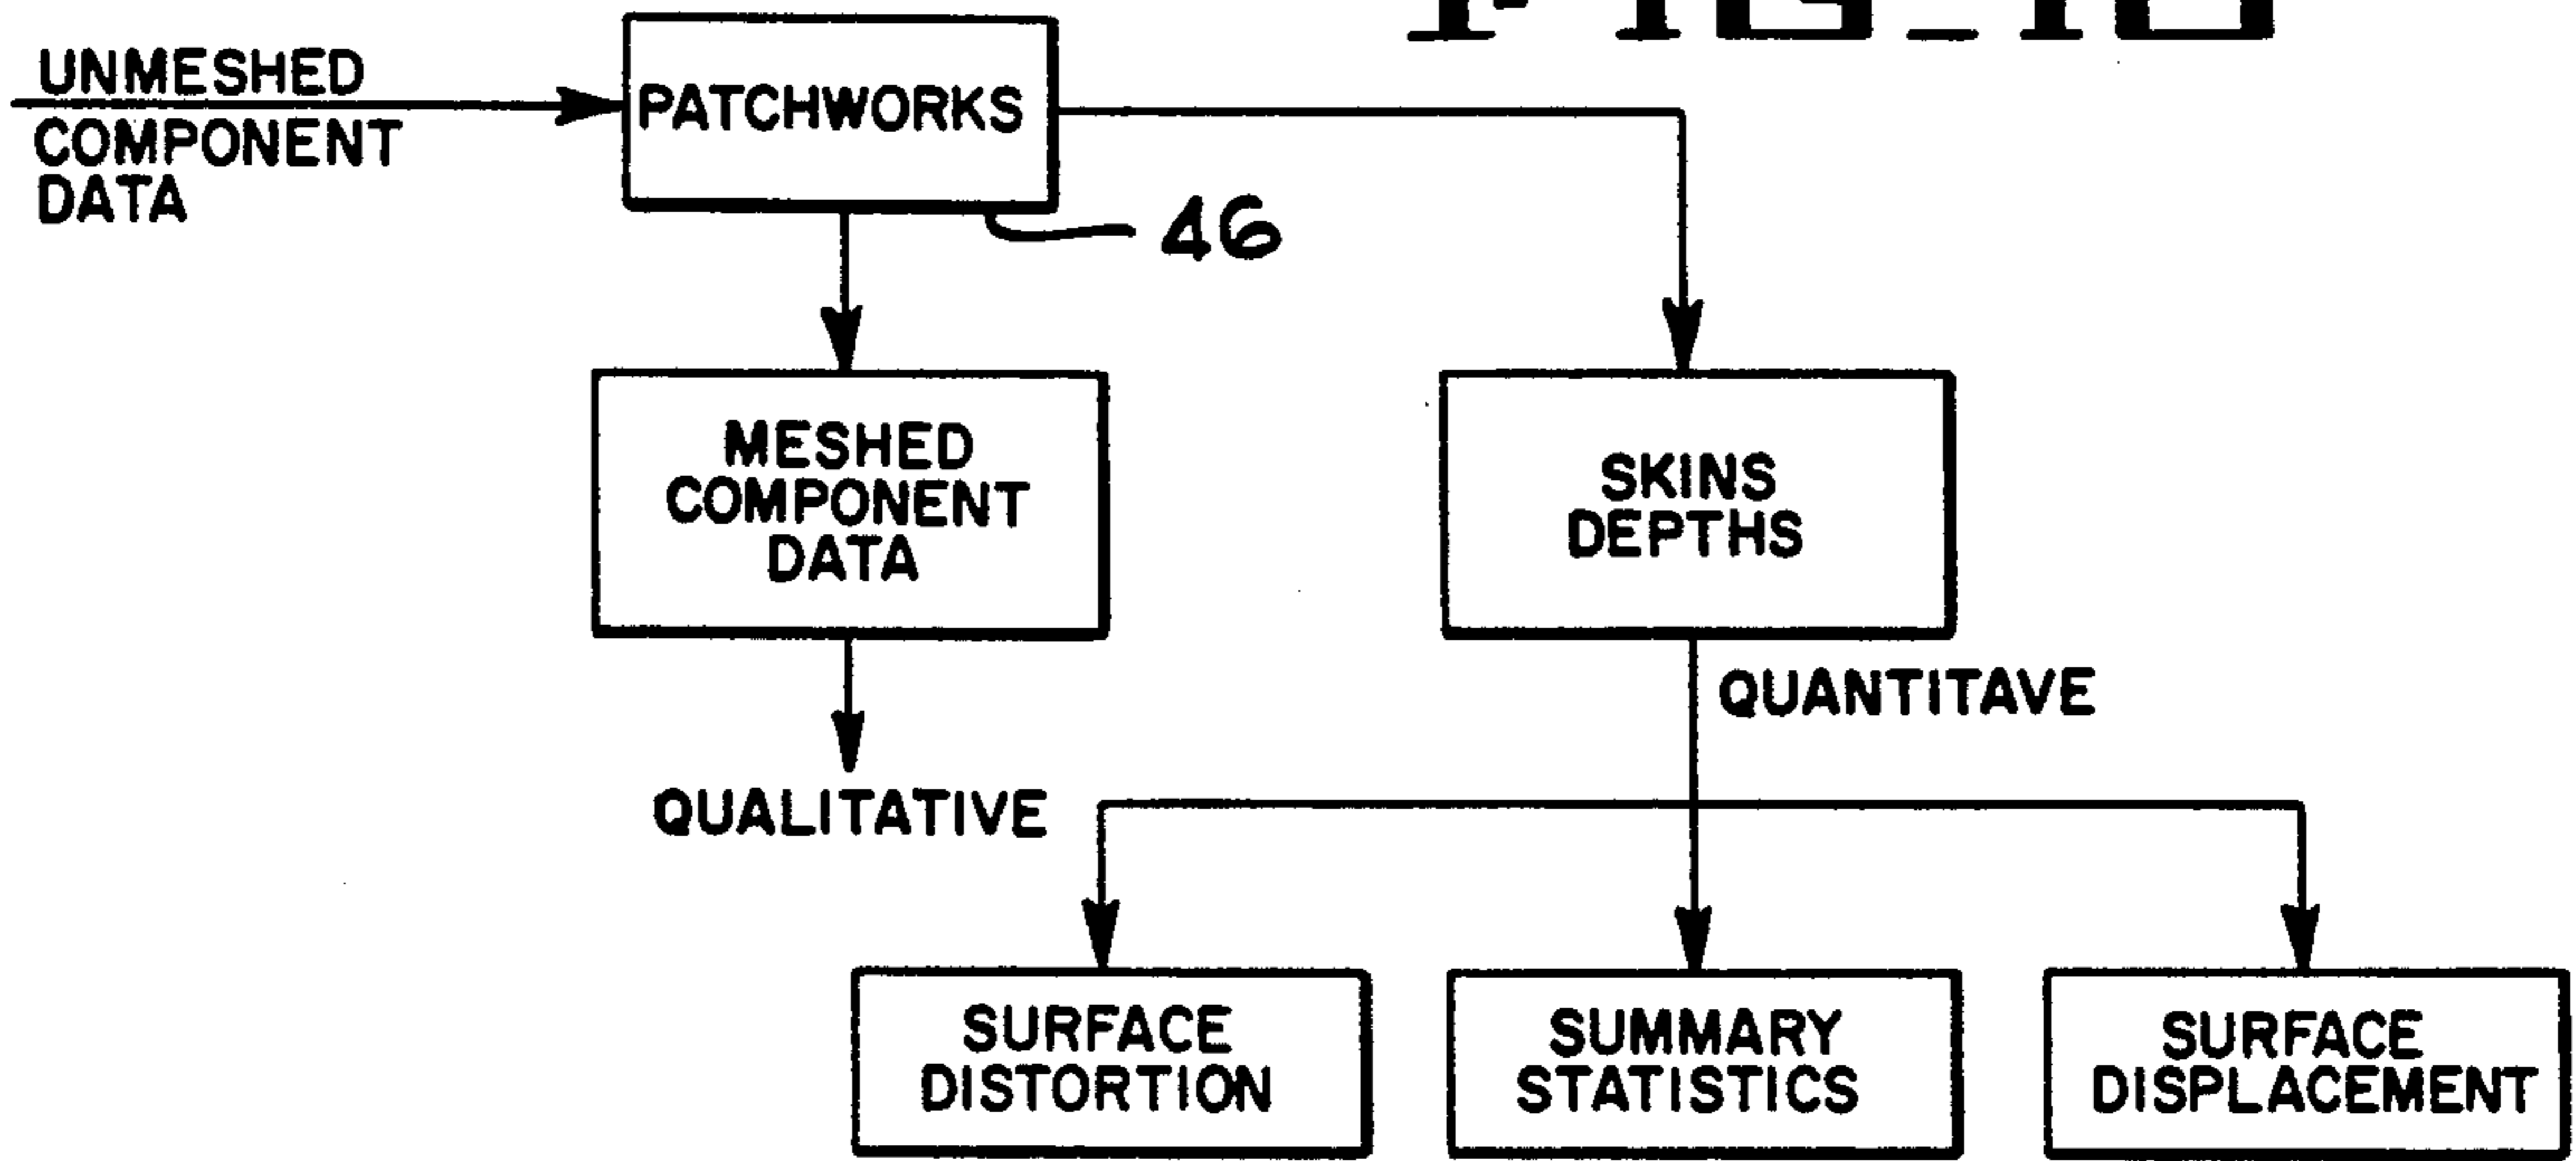 UNMESHED
COMPONENT
DATA
PATCHWORKS
46
MESHED
COMPONENT
DATA
SKINS
DEPTHS
QUALITATIVE
QUANTITAVE
SURFACE
DISTORTION
SUMMARY
STATISTICS
SURFACE
DISPLACEMENT